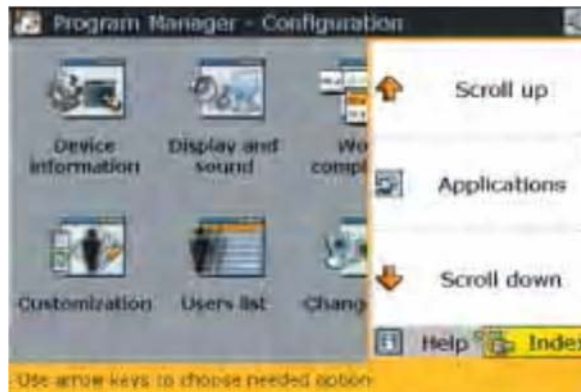 Program Manager - Configuration
Device information
Display and sound
Customization
Users list
Scroll up
Applications
Scroll down
Help
Index
Use arrow keys to choose needed option